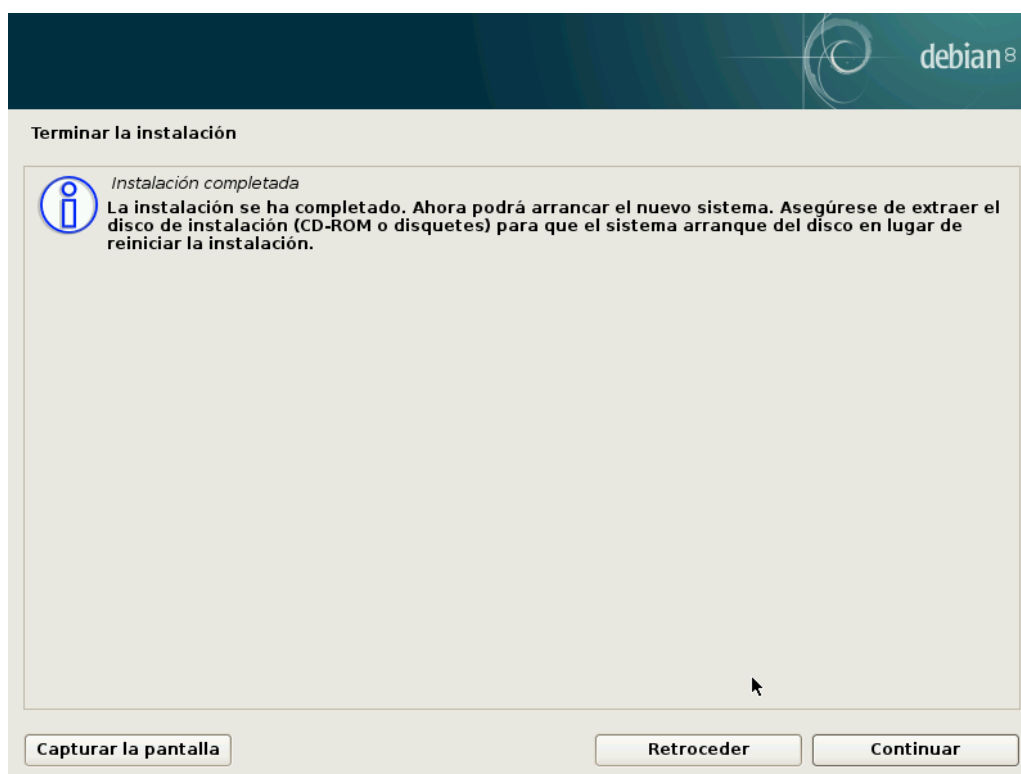 debian 8
Terminar la instalación
Instalación completada
La instalación se ha completado. Ahora podrá arrancar el nuevo sistema. Asegúrese de extraer el
disco de instalación (CD-ROM o disquetes) para que el sistema arranque del disco en lugar de
reiniciar la instalación.
Capturar la pantalla
Retroceder
Continuar